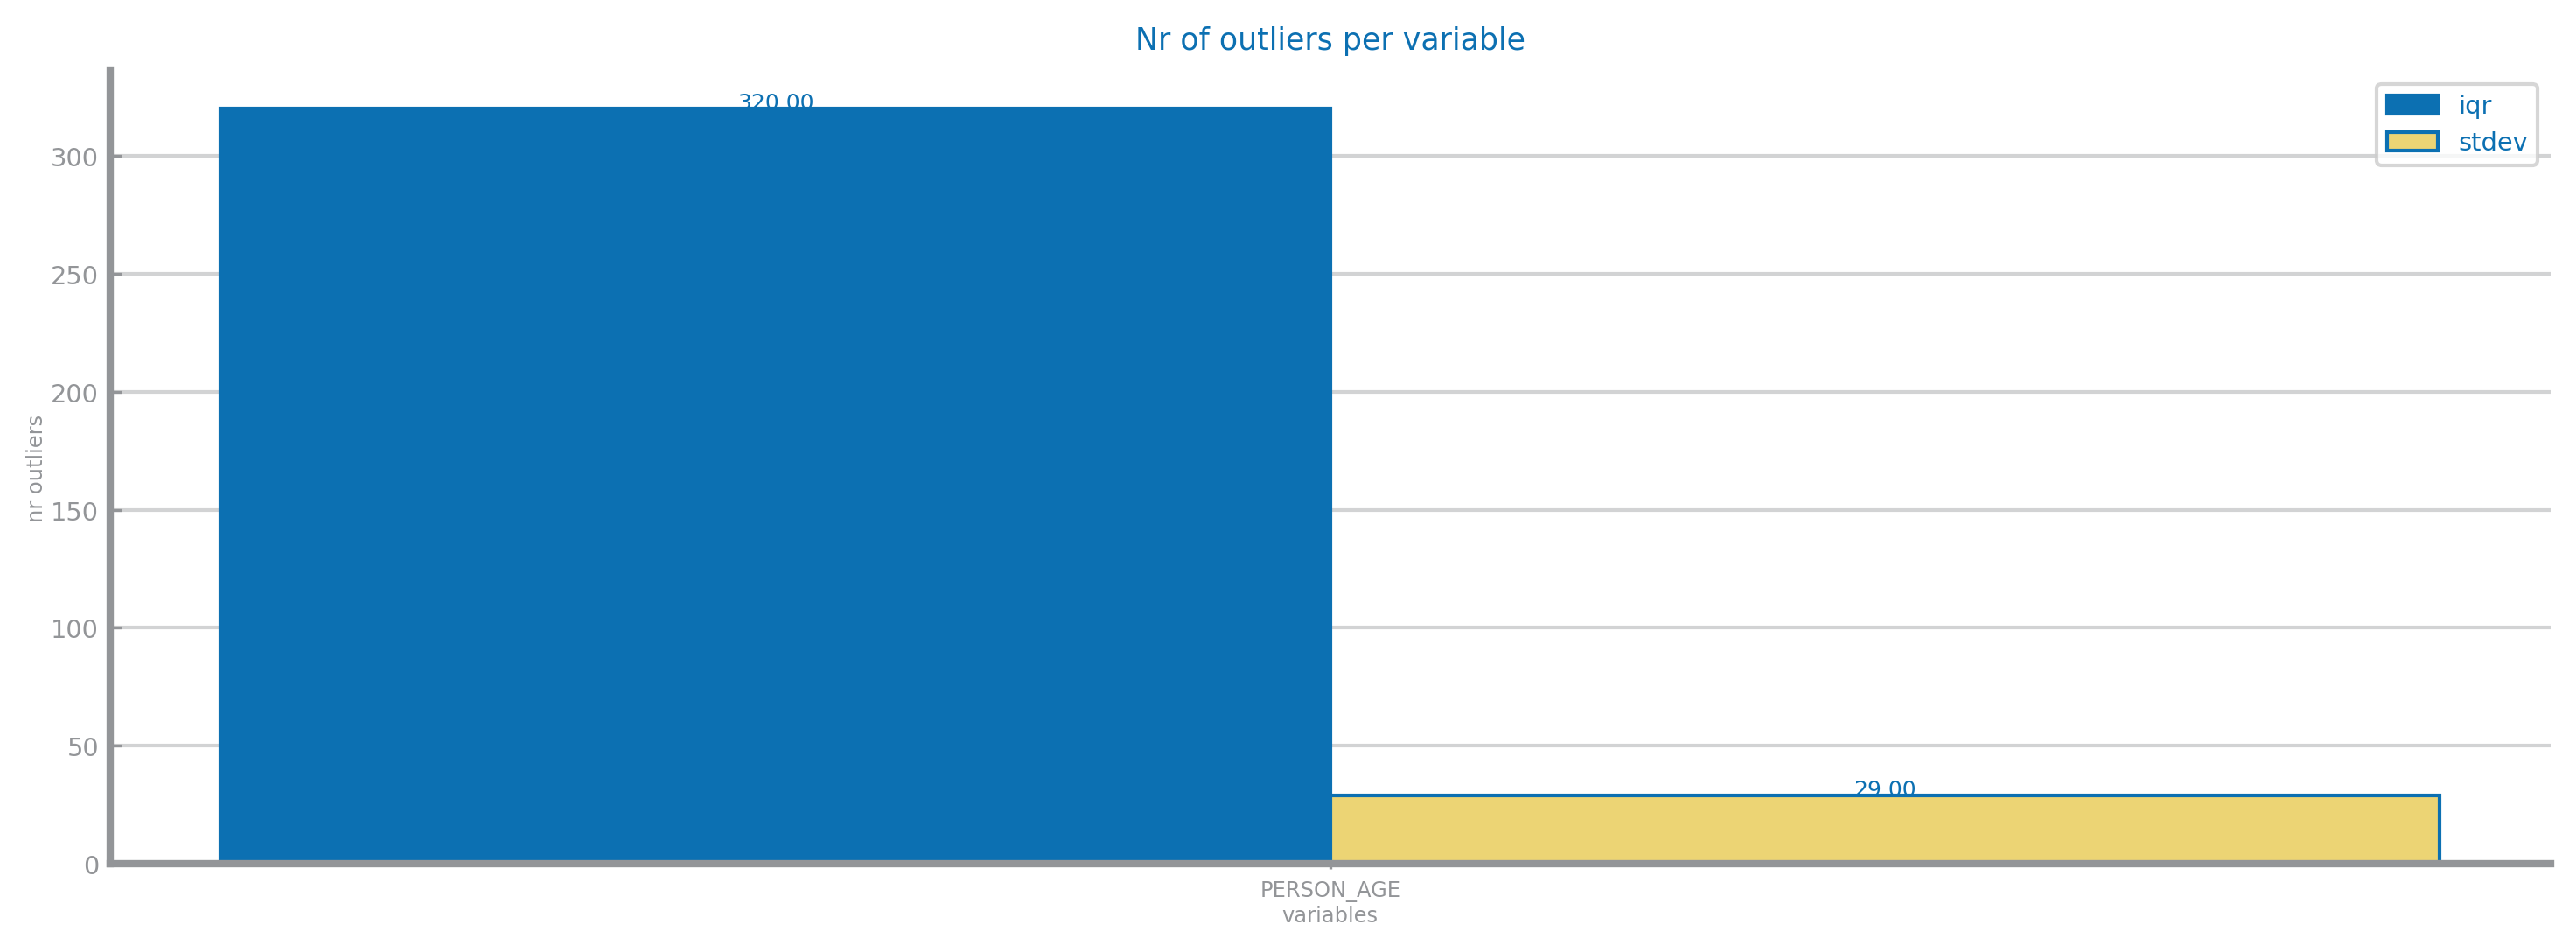 Nr of outliers per variable
320.00
iqr
stdev
300
250
200
150
100
50
0
nr outliers
29.00
PERSON_AGE
variables